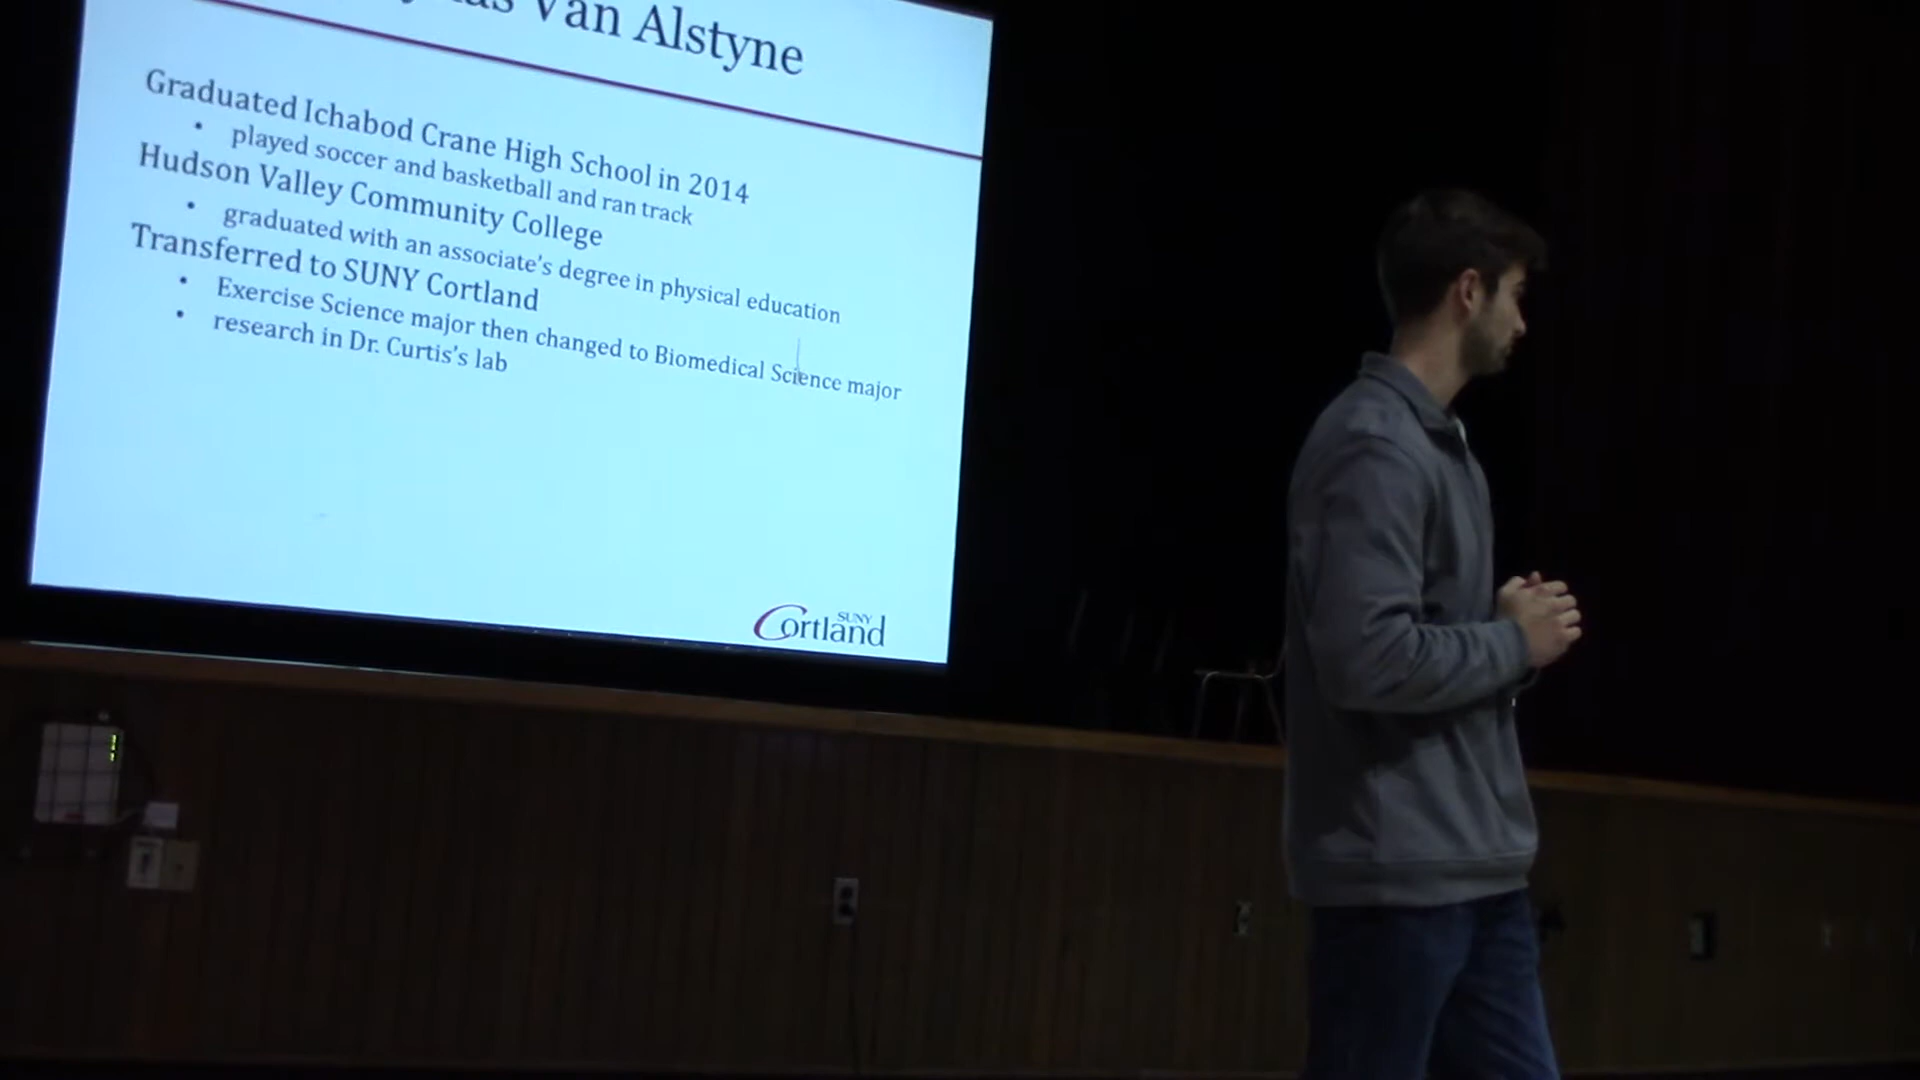 Van Alstyne
Graduated Ichabod Crane High School in 2014
• played soccer and basketball and ran track
Hudson Valley Community College
• graduated with an associate's degree in physical education
Transferred to SUNY Cortland
• Exercise Science major then changed to Biomedical Science major
• research in Dr. Curtis's lab
SUNY
Cortland